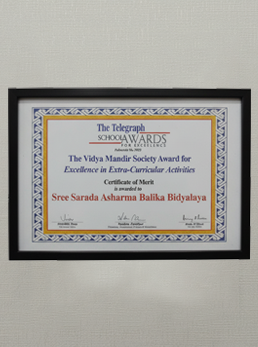 The Telegraph
SCHOOL AWARDS
FOR EXCELLENCE
The Vidya Mandir Society Award for
Excellence in Extra-Curricular Activities
Certificate of Merit
is awarded to
Sree Sarada Asharma Balika Bidyalaya